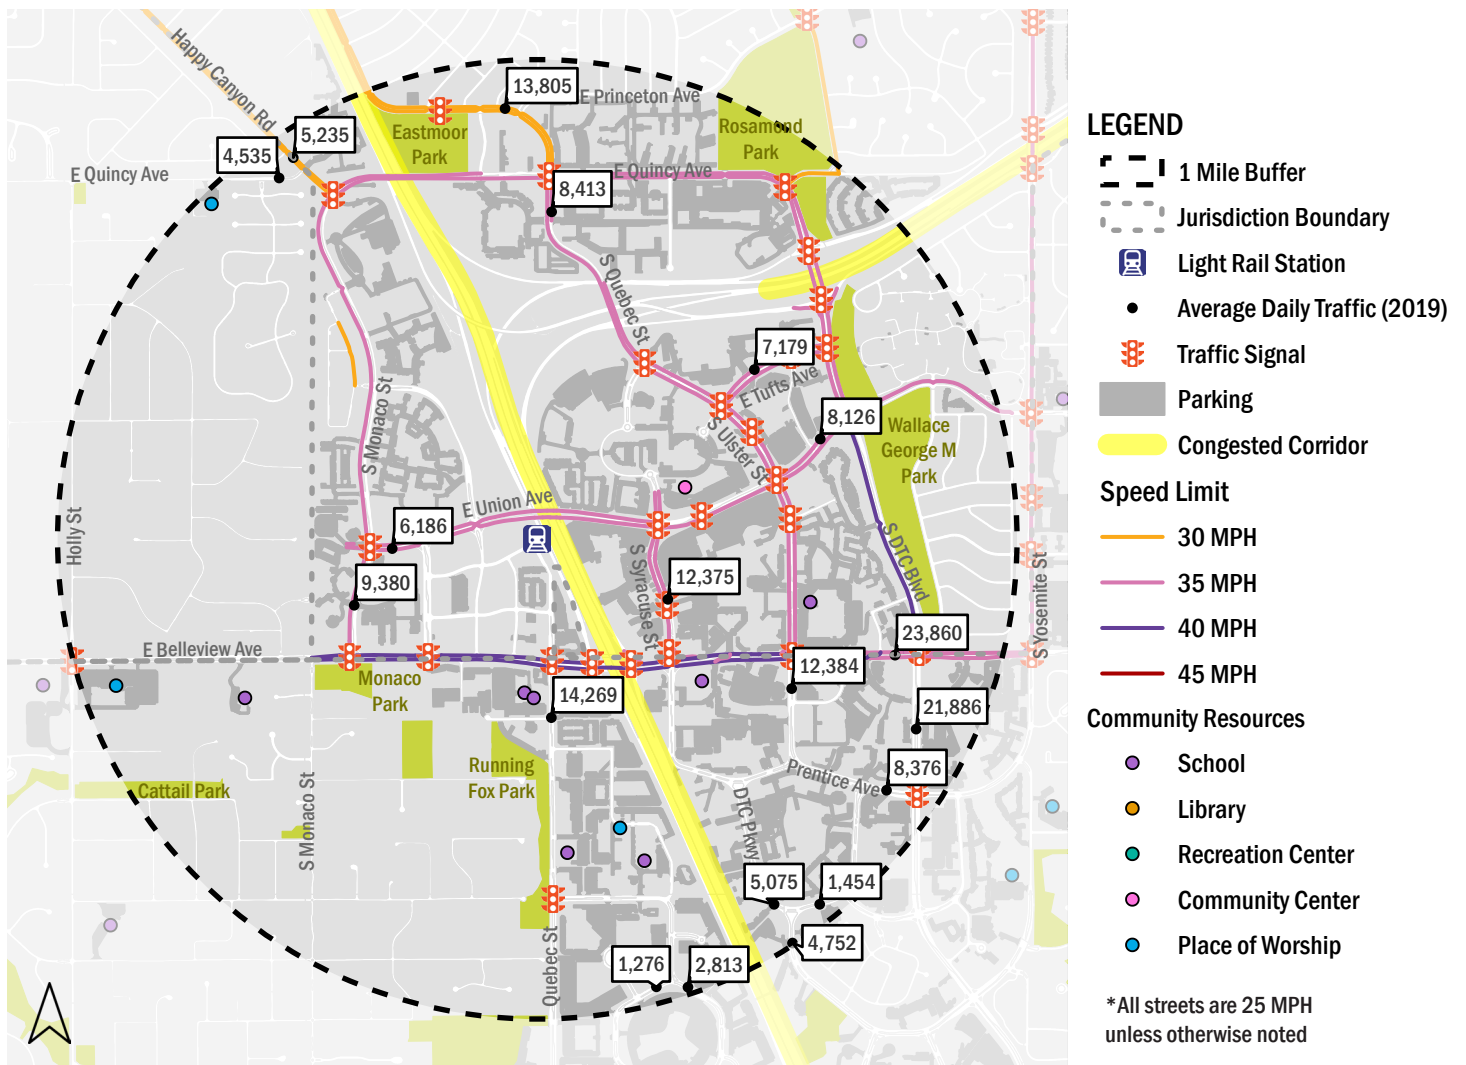 Happy Canyon Rd
13,805
E Princeton Ave
5,235
4,535
Eastmoor
Park
Rosamond
Park
E Quincy Ave
E Quincy Ave
8,413
S Quebec St
7,179
E Tufts Ave
8,126
S Monaco St
S Ulster St
Wallace
George M
Park
E Union Ave
6,186
Holly St
S DTC Blvd
S Syracuse St
12,375
9,380
S Yosemite St
23,860
E Belleview Ave
12,384
Monaco
Park
14,269
21,886
Running
Fox Park
Prentice Ave
8,376
Cattail Park
S Monaco St
DTC Pkwy
5,075
1,454
4,752
Quebec St
1,276
2,813
LEGEND
1 Mile Buffer
Jurisdiction Boundary
Light Rail Station
Average Daily Traffic (2019)
Traffic Signal
Parking
Congested Corridor
Speed Limit
30 MPH
35 MPH
40 MPH
45 MPH
Community Resources
School
Library
Recreation Center
Community Center
Place of Worship
*All streets are 25 MPH
unless otherwise noted